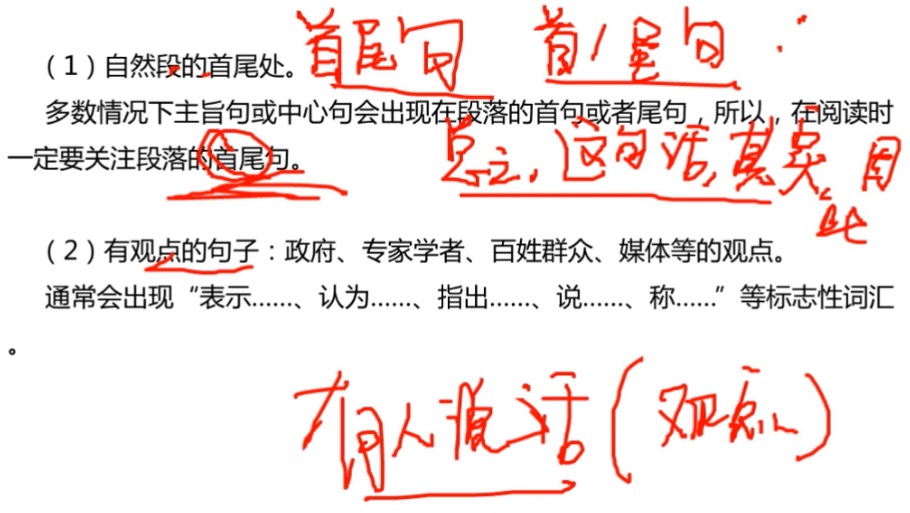 首尾句 首/尾句
（1）自然段的首尾处。
多数情况下主旨句或中心句会出现在段落的首句或者尾句，所以，在阅读时
一定要关注段落的首尾句。
总之，这句话，其实，因此
（2）有观点的句子：政府、专家学者、百姓群众、媒体等的观点。
通常会出现“表示……、认为……、指出……、说……、称……”等标志性词汇
。
有人说话（观点）